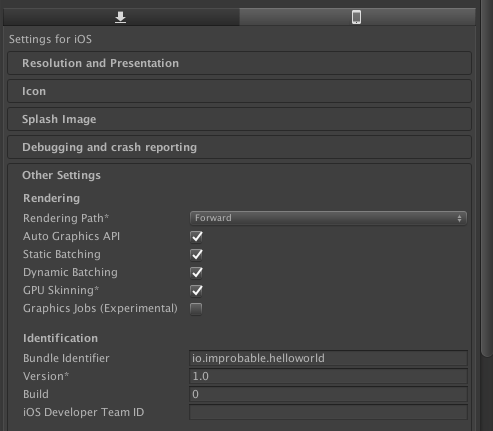 Settings for iOS
Resolution and Presentation
Icon
Splash Image
Debugging and crash reporting
Other Settings
Rendering
Rendering Path* Forward
Auto Graphics API
Static Batching
Dynamic Batching
GPU Skinning*
Graphics Jobs (Experimental)
Identification
Bundle Identifier io.improbable.helloworld
Version* 1.0
Build 0
iOS Developer Team ID